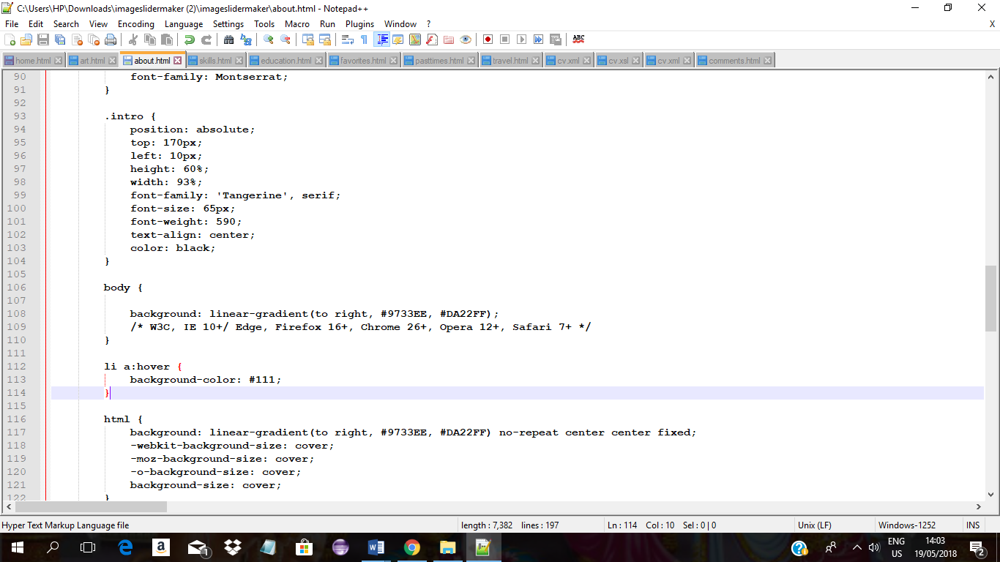 C:\Users\HP\Downloads\imageslidermaker (2)\imageslidermaker\about.html - Notepad++
File Edit Search View Encoding Language Settings Tools Macro Run Plugins Window ? X
ABC
home.html art.html about.html skills.html education.html favorites.html pasttimes.html travel.html cv.xml cv.xsl cv.html comments.html
90 font-family: Montserrat;
91 }
92
93 .intro {
94 position: absolute;
95 top: 170px;
96 left: 10px;
97 height: 60%;
98 width: 93%;
99 font-family: 'Tangerine', serif;
100 font-size: 65px;
101 font-weight: 590;
102 text-align: center;
103 color: black;
104 }
105
106 body {
107
108 background: linear-gradient(to right, #9733EE, #DA22FF);
109 /* W3C, IE 10+/ Edge, Firefox 16+, Chrome 26+, Opera 12+, Safari 7+ */
110 }
111
112 li a:hover {
113 background-color: #111;
114 }
115
116 html {
117 background: linear-gradient(to right, #9733EE, #DA22FF) no-repeat center center fixed;
118 -webkit-background-size: cover;
119 -moz-background-size: cover;
120 -o-background-size: cover;
121 background-size: cover;
122 }
Hyper Text Markup Language file length : 7,382 lines : 197 Ln : 114 Col : 10 Sel : 0 | 0 Unix (LF) Windows-1252 INS
ENG 14:03
US 19/05/2018 2